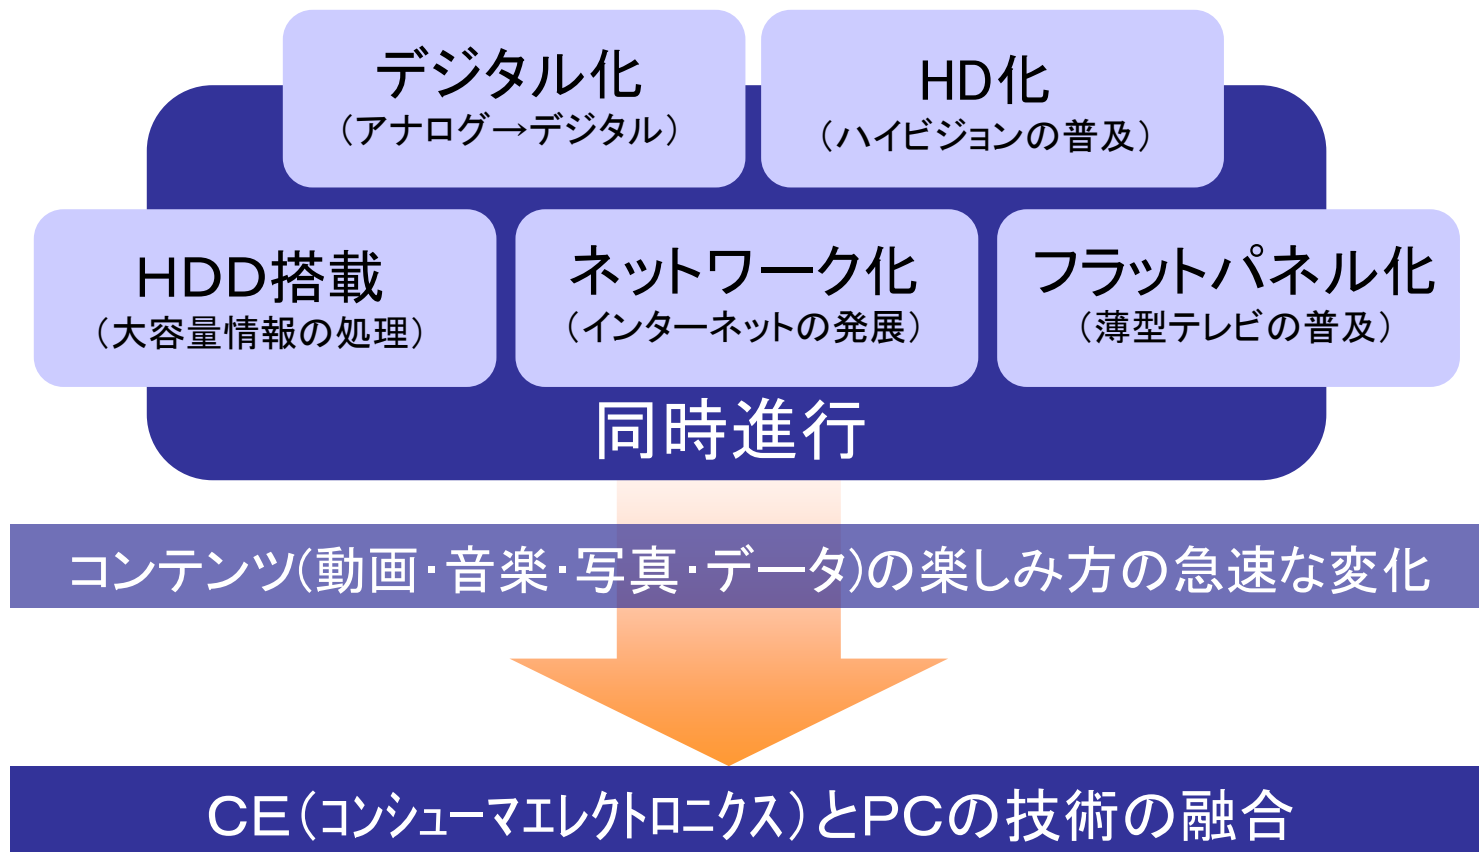 デジタル化
（アナログ→デジタル）
HD化
（ハイビジョンの普及）
HDD搭載
（大容量情報の処理）
ネットワーク化
（インターネットの発展）
フラットパネル化
（薄型テレビの普及）
同時進行
コンテンツ(動画・音楽・写真・データ)の楽しみ方の急速な変化
CE（コンシューマエレクトロニクス）とPCの技術の融合